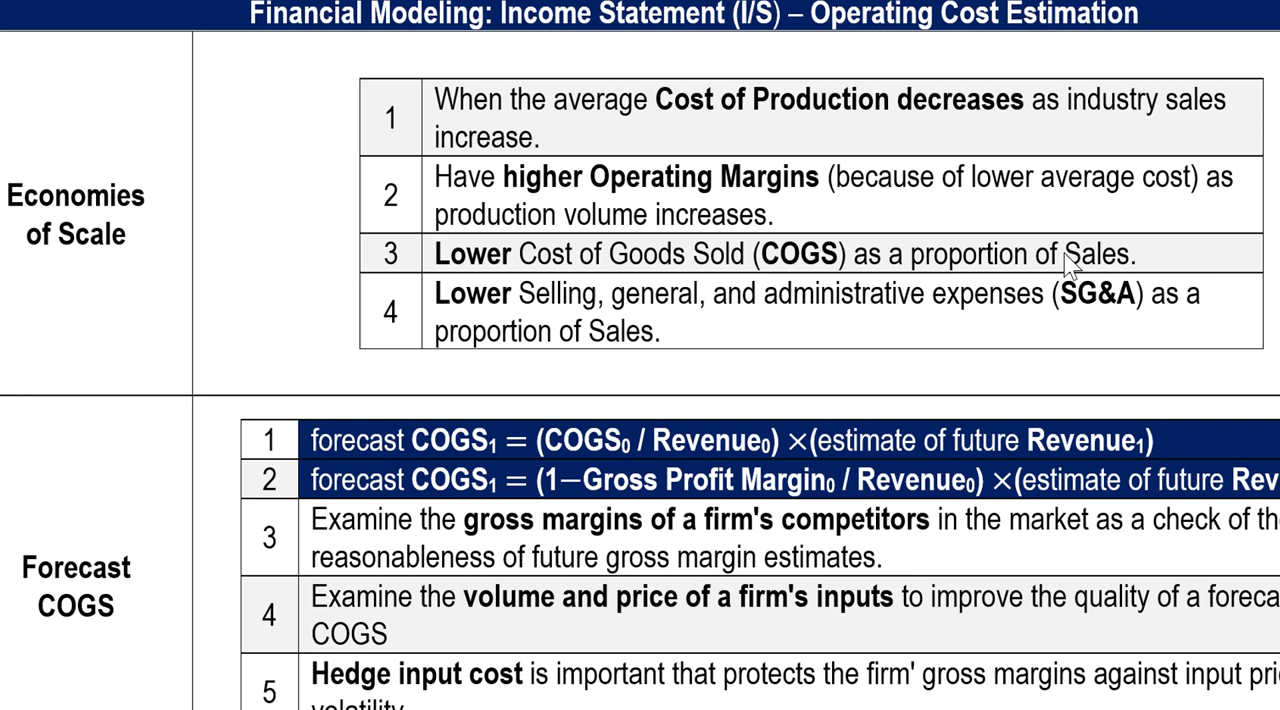 Financial Modeling: Income Statement (I/S) – Operating Cost Estimation
Economies
of Scale
1
When the average Cost of Production decreases as industry sales
increase.
2
Have higher Operating Margins (because of lower average cost) as
production volume increases.
3
Lower Cost of Goods Sold (COGS) as a proportion of Sales.
4
Lower Selling, general, and administrative expenses (SG&A) as a
proportion of Sales.
Forecast
COGS
1
forecast COGS₁ = (COGS₀ / Revenue₀) ×(estimate of future Revenue₁)
2
forecast COGS₁ = (1−Gross Profit Margin₀ / Revenue₀) ×(estimate of future
3
Examine the gross margins of a firm's competitors in the market as a check of
reasonableness of future gross margin estimates.
4
Examine the volume and price of a firm's inputs to improve the quality of a
COGS
5
Hedge input cost is important that protects the firm' gross margins against input